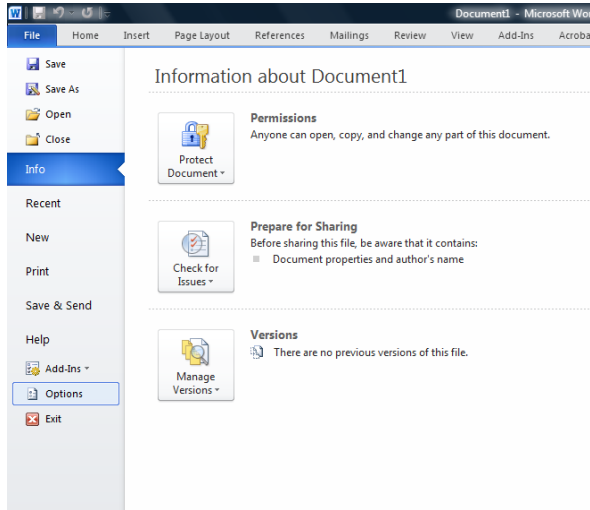 Document1 - Microsoft Wor
File Home Insert Page Layout References Mailings Review View Add-Ins Acroba
Save
Save As
Open
Close
Info
Recent
New
Print
Save & Send
Help
Add-Ins
Options
Exit
Information about Document1
Protect
Document
Permissions
Anyone can open, copy, and change any part of this document.
Check for
Issues
Prepare for Sharing
Before sharing this file, be aware that it contains:
Document properties and author's name
Manage
Versions
Versions
There are no previous versions of this file.